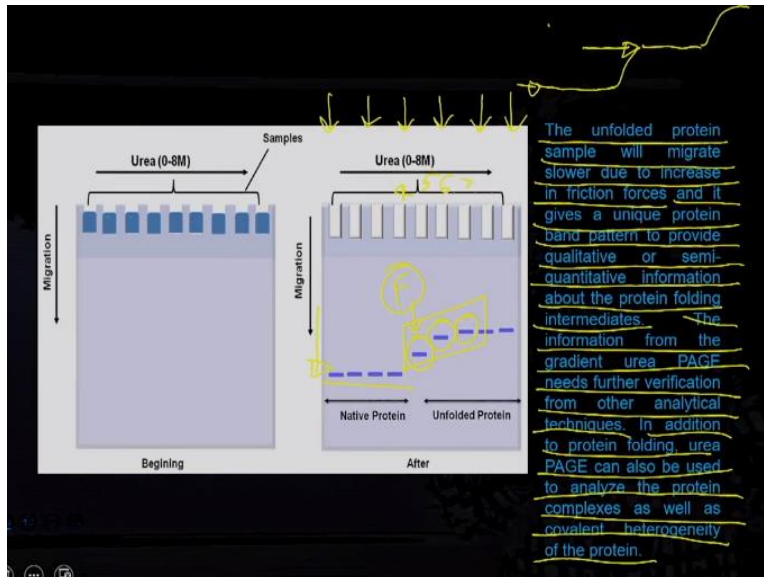 Samples
Urea (0-8M)
Migration
Begining
Urea (0-8M)
Migration
F
Native Protein
Unfolded Protein
After
The unfolded protein
sample will migrate
slower due to increase
in friction forces and it
gives a unique protein
band pattern to provide
qualitative or semi-
quantitative information
about the protein folding
intermediates. The
information from the
gradient urea PAGE
needs further verification
from other analytical
techniques. In addition
to protein folding, urea
PAGE can also be used
to analyze the protein
complexes as well as
covalent heterogeneity
of the protein.